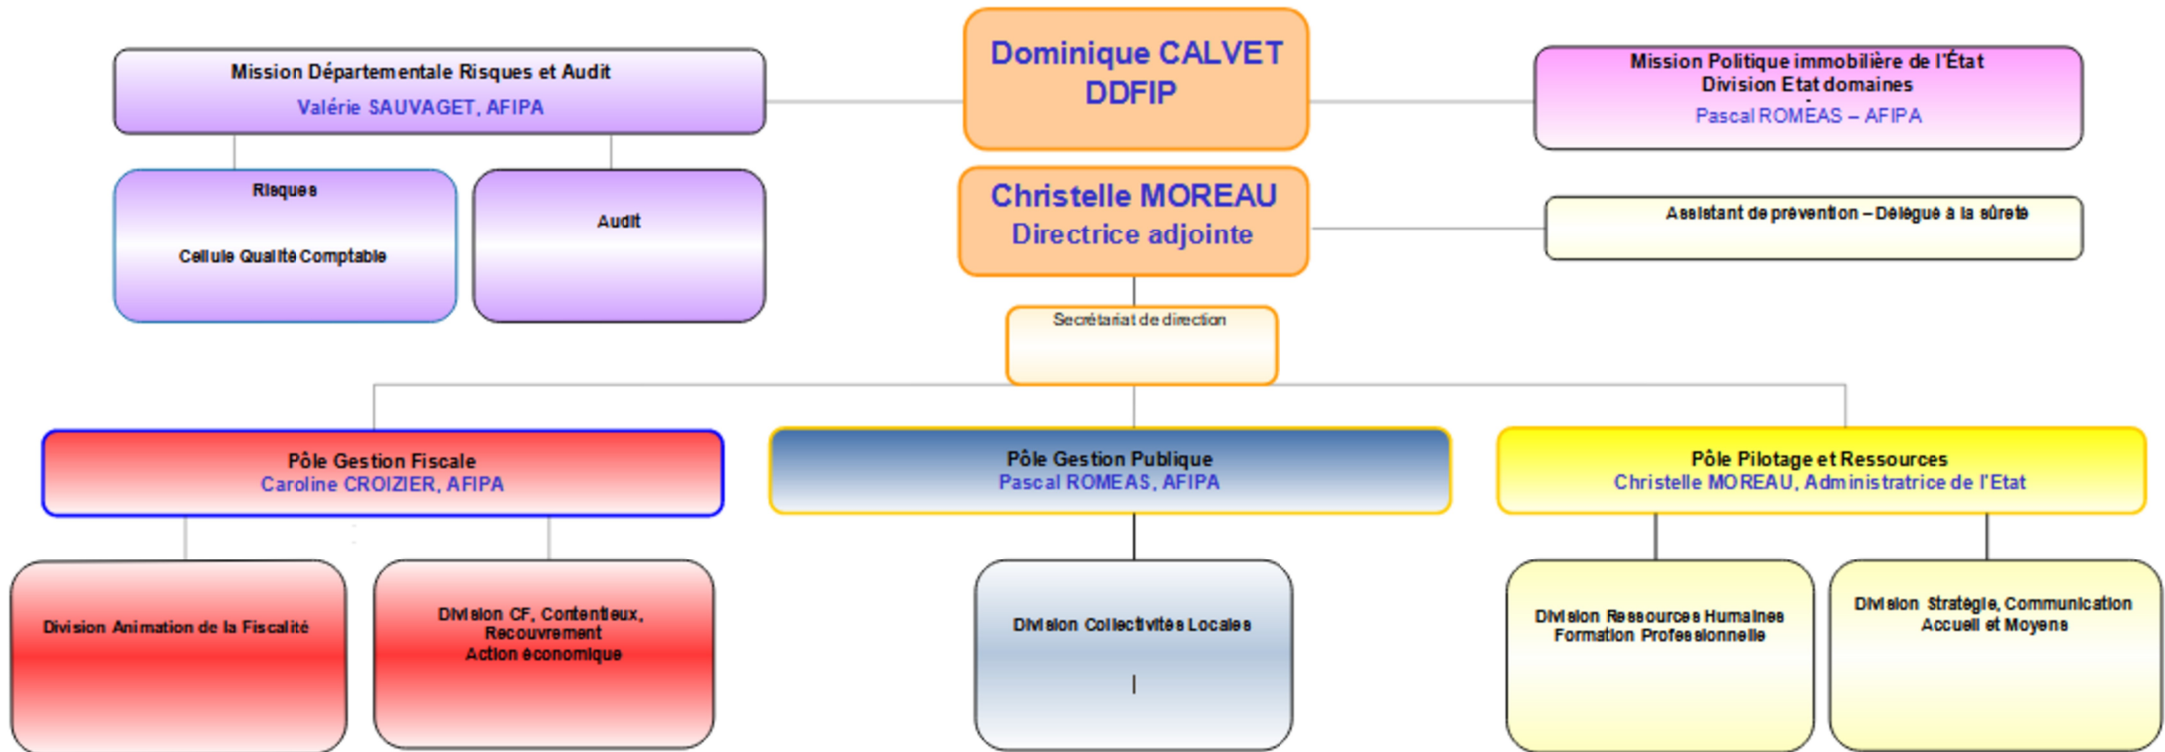 Dominique CALVET
DDFIP
Mission Départementale Risques et Audit
Valérie SAUVAGET, AFIPA
Mission Politique immobilière de l'État
Division Etat domaines
Pascal ROMEAS – AFIPA
Risques
Cellule Qualité Comptable
Audit
Christelle MOREAU
Directrice adjointe
Assistant de prévention – Délégué à la sûreté
Secrétariat de direction
Pôle Gestion Fiscale
Caroline CROIZIER, AFIPA
Pôle Gestion Publique
Pascal ROMEAS, AFIPA
Pôle Pilotage et Ressources
Christelle MOREAU, Administratrice de l'Etat
Division Animation de la Fiscalité
Division CF, Contentieux,
Recouvrement
Action économique
Division Collectivités Locales
Division Ressources Humaines
Formation Professionnelle
Division Stratégie, Communication
Accueil et Moyens